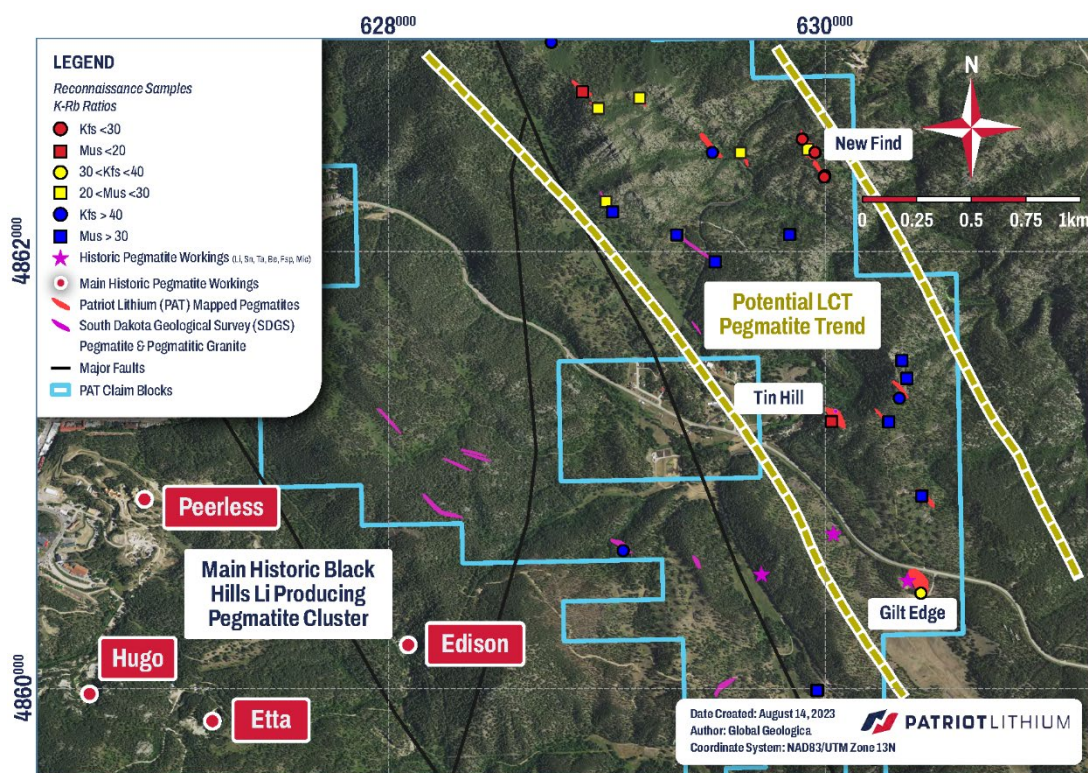 628000
630000
LEGEND
Reconnaissance Samples
K-Rb Ratios
Kfs <30
Mus <20
30 <Kfs <40
20 <Mus <30
Kfs > 40
Mus > 30
Historic Pegmatite Workings (Li, Sn, Ta, Be, Fsp, Mic)
Main Historic Pegmatite Workings
Patriot Lithium (PAT) Mapped Pegmatites
South Dakota Geological Survey (SDGS)
Pegmatite & Pegmatitic Granite
Major Faults
PAT Claim Blocks
N
New Find
0 0.25 0.5 0.75 1km
4862000
Potential LCT
Pegmatite Trend
Tin Hill
Peerless
Main Historic Black
Hills Li Producing
Pegmatite Cluster
Gilt Edge
Edison
Hugo
4860000
Etta
Date Created: August 14, 2023
Author: Global Geologica
Coordinate System: NAD83/UTM Zone 13N
PATRIOTLITHIUM